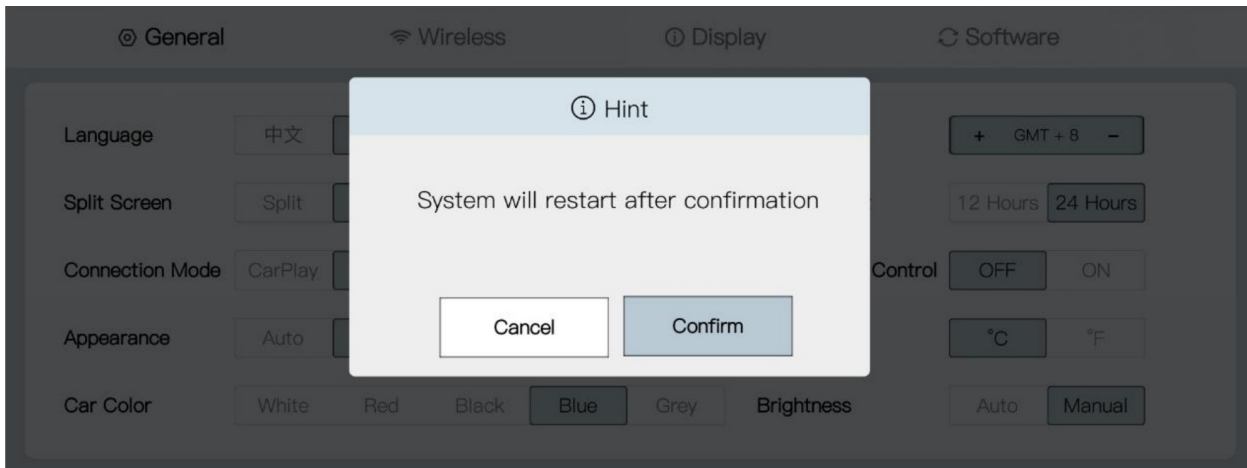 General Wireless Display Software
Hint
Language 中文 + GMT + 8 -
System will restart after confirmation
Split Screen Split 12 Hours 24 Hours
Connection Mode CarPlay Control OFF ON
Cancel Confirm
Appearance Auto °C °F
Car Color White Red Black Blue Grey Brightness Auto Manual